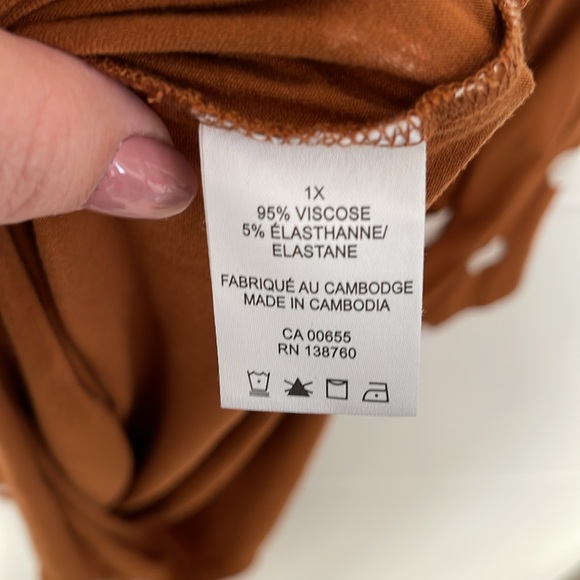 1X
95% VISCOSE
5% ÉLASTHANNE/
ELASTANE
FABRIQUÉ AU CAMBODGE
MADE IN CAMBODIA
CA 00655
RN 138760